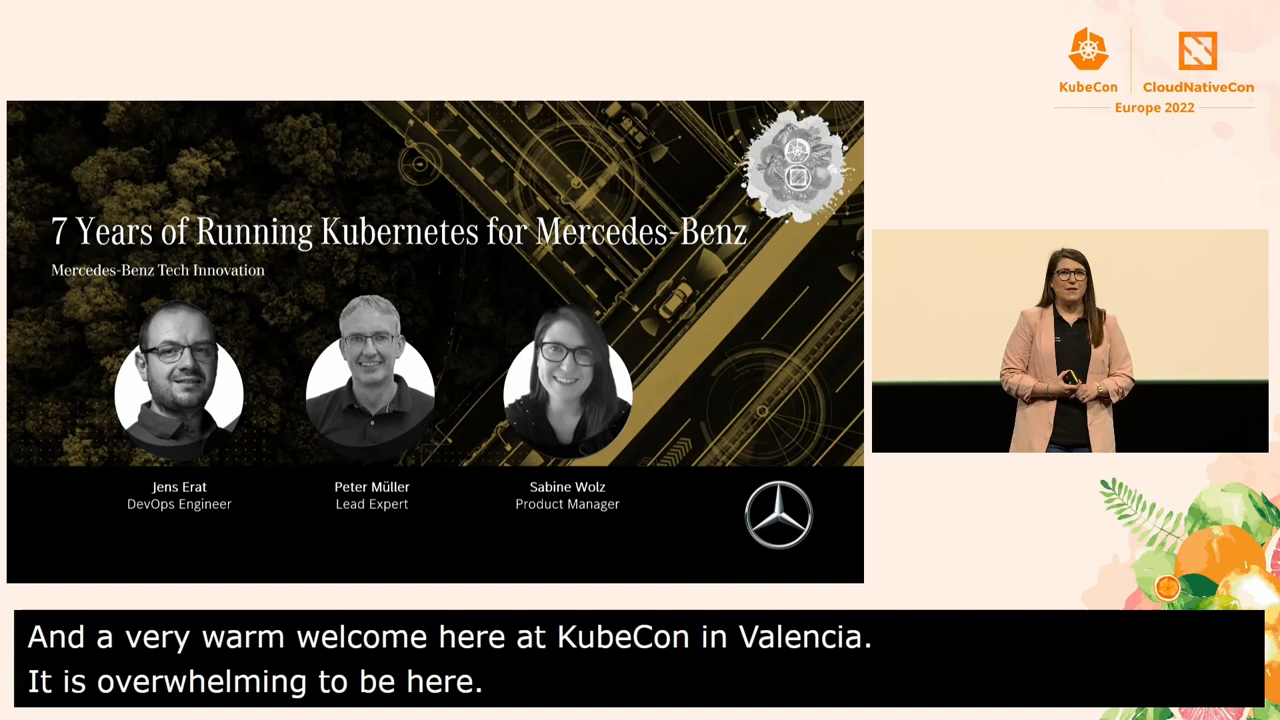 KubeCon
CloudNativeCon
Europe 2022
7 Years of Running Kubernetes for Mercedes-Benz
Mercedes-Benz Tech Innovation
Jens Erat
DevOps Engineer
Peter Müller
Lead Expert
Sabine Wolz
Product Manager
And a very warm welcome here at KubeCon in Valencia.
It is overwhelming to be here.